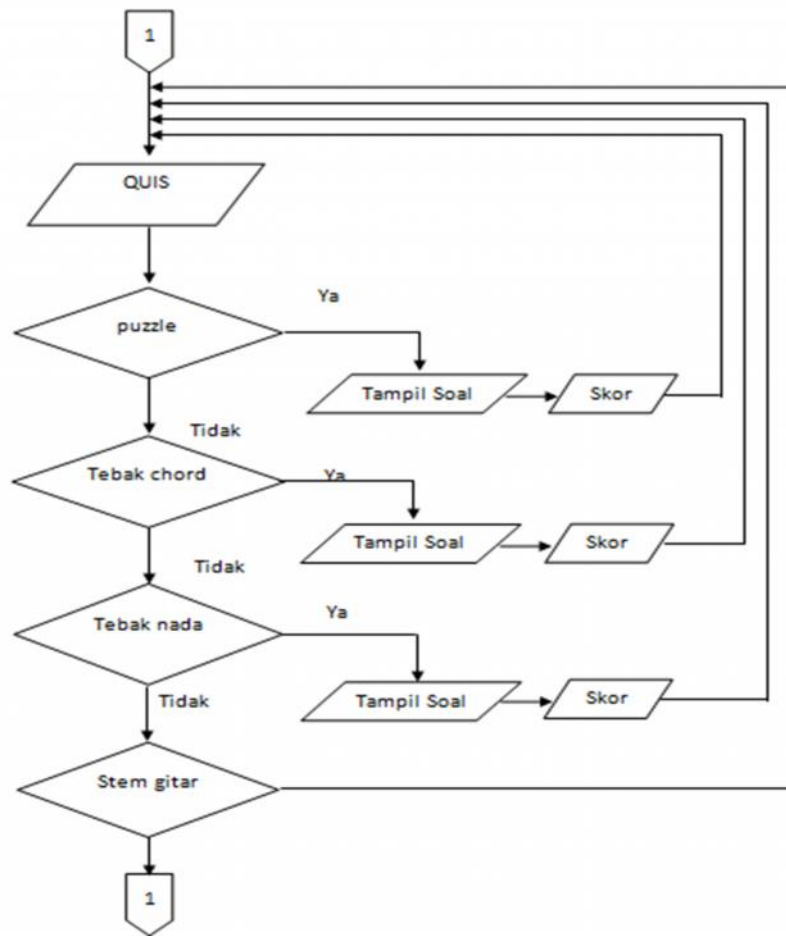 1
QUIS
Ya
puzzle
Tampil Soal
Skor
Tidak
Tebak chord
Ya
Tampil Soal
Skor
Tidak
Tebak nada
Ya
Tampil Soal
Skor
Tidak
Stem gitar
1